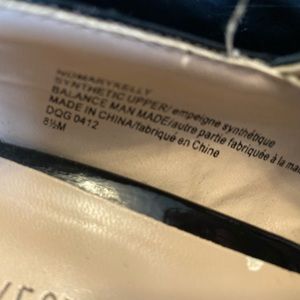 SYNTHETIC UPPER/empeigne synthétique
BALANCE MAN MADE/autre partie fabriquée à la
MADE IN CHINA/fabriqué en Chine
DQG 0412
8½M